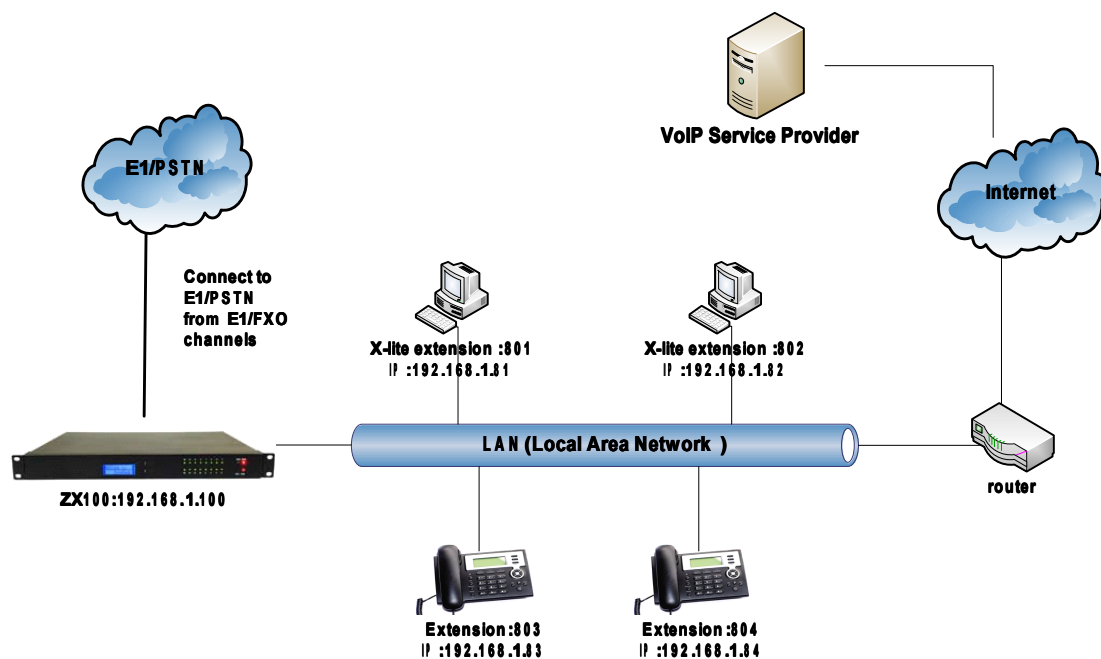 VoIP Service Provider
E1/PSTN
Internet
Connect to
E1/PSTN
from E1/FXO
channels
X-lite extension :801
IP :192.168.1.81
X-lite extension :802
IP :192.168.1.82
LAN (Local Area Network )
ZX100:192.168.1.100
router
Extension:803
IP :192.168.1.83
Extension:804
IP :192.168.1.84